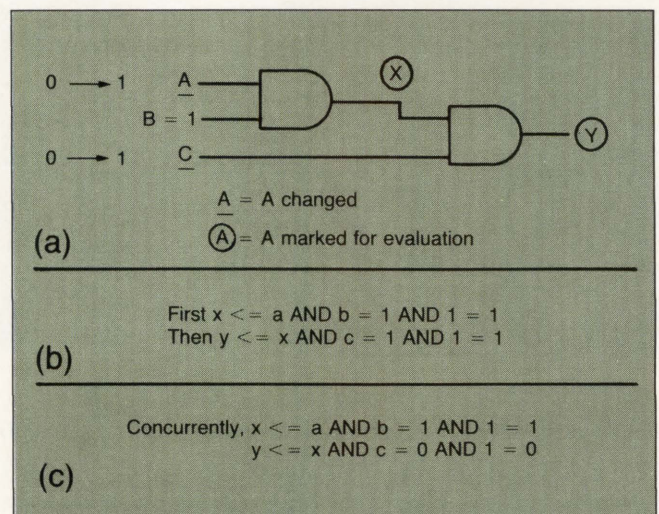 0 → 1 A X
B = 1
0 → 1 C Y
A = A changed
(A) = A marked for evaluation
(a)
First x <= a AND b = 1 AND 1 = 1
Then y <= x AND c = 1 AND 1 = 1
(b)
Concurrently, x <= a AND b = 1 AND 1 = 1
y <= x AND c = 0 AND 1 = 0
(c)